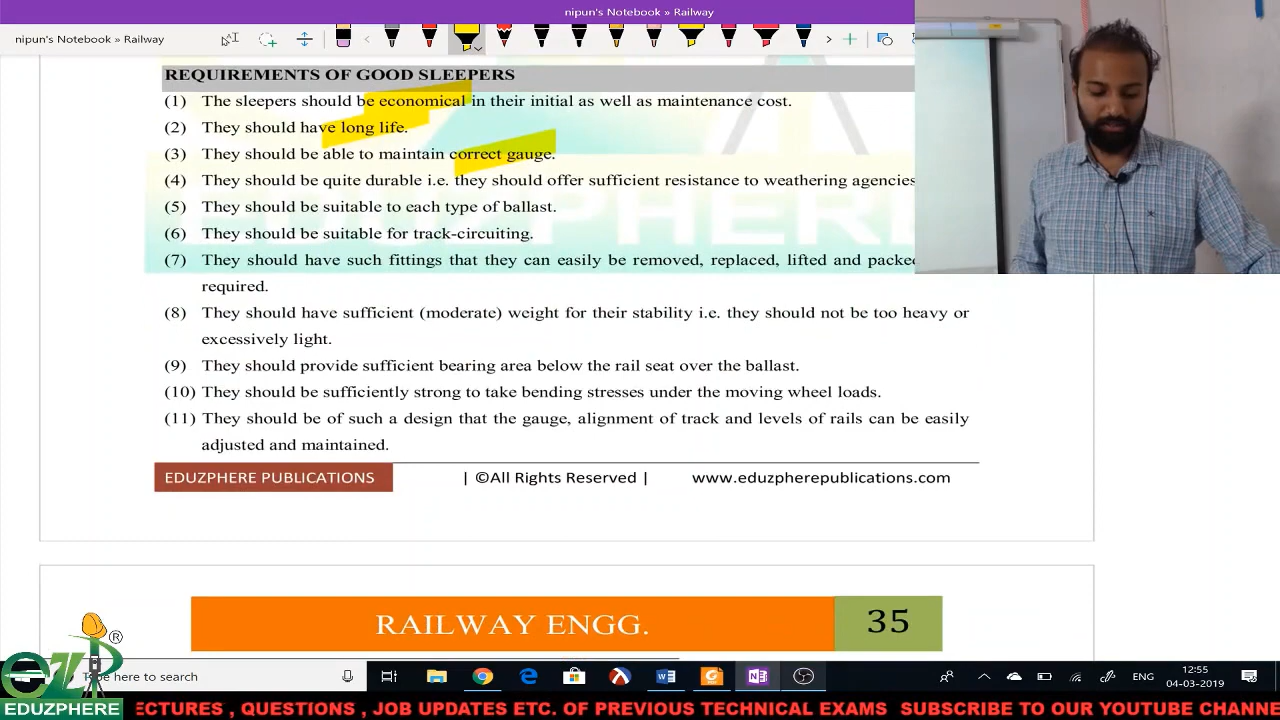 nipun's Notebook » Railway
nipun's Notebook » Railway
REQUIREMENTS OF GOOD SLEEPERS
(1) The sleepers should be economical in their initial as well as maintenance cost.
(2) They should have long life.
(3) They should be able to maintain correct gauge.
(4) They should be quite durable i.e. they should offer sufficient resistance to weathering agencies
(5) They should be suitable to each type of ballast.
(6) They should be suitable for track-circuiting.
(7) They should have such fittings that they can easily be removed, replaced, lifted and packed
required.
(8) They should have sufficient (moderate) weight for their stability i.e. they should not be too heavy or
excessively light.
(9) They should provide sufficient bearing area below the rail seat over the ballast.
(10) They should be sufficiently strong to take bending stresses under the moving wheel loads.
(11) They should be of such a design that the gauge, alignment of track and levels of rails can be easily
adjusted and maintained.
EDUZPHERE PUBLICATIONS | ©All Rights Reserved | www.eduzpherepublications.com
RAILWAY ENGG. 35
®
ezp
EDUZPHERE
here to search
ENG
12:55
04-03-2019
ECTURES , QUESTIONS , JOB UPDATES ETC. OF PREVIOUS TECHNICAL EXAMS SUBSCRIBE TO OUR YOUTUBE CHANNE